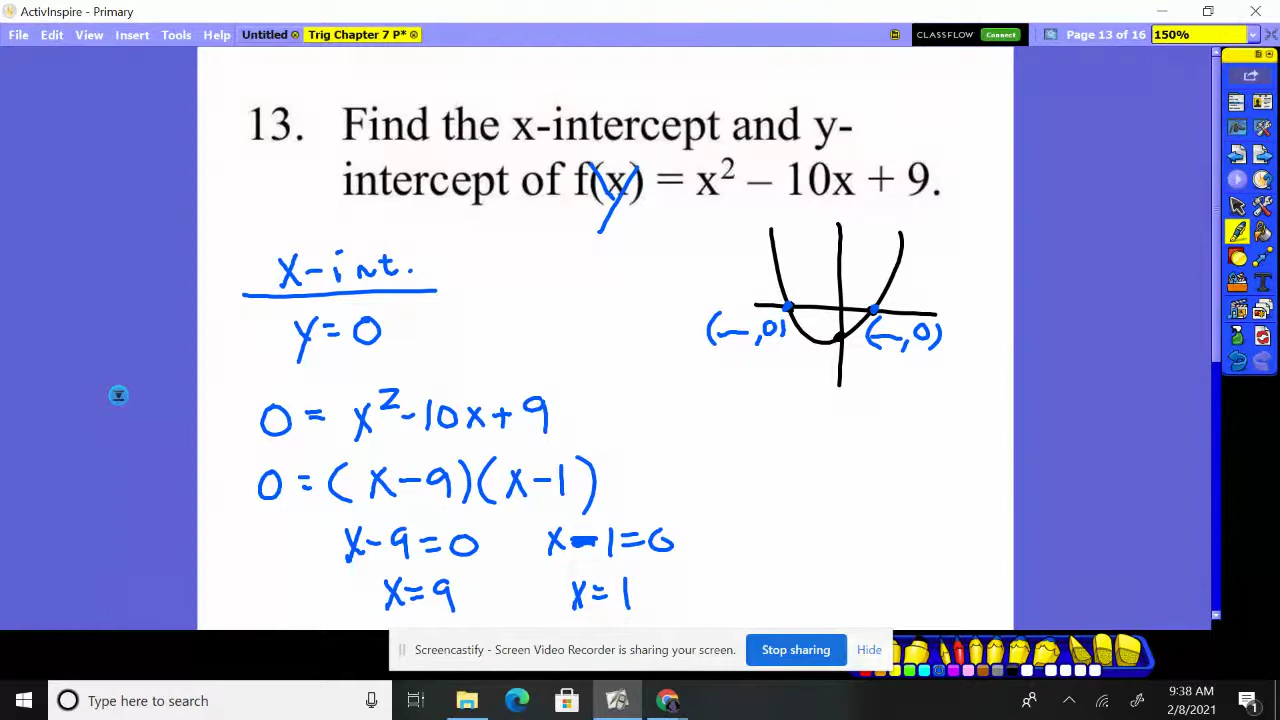 ActivInspire - Primary
File Edit View Insert Tools Help Untitled Trig Chapter 7 P* CLASSFLOW Connect Page 13 of 16 150%
13. Find the x-intercept and y-
intercept of f(x) = x² – 10x + 9.
y
x-int.
y=0
(—,0) (—,0)
0 = x²-10x+9
0=(x-9)(x-1)
x-9=0 x-1=0
x=9 x=1
Screencastify - Screen Video Recorder is sharing your screen. Stop sharing Hide
Type here to search
9:38 AM
2/8/2021
1